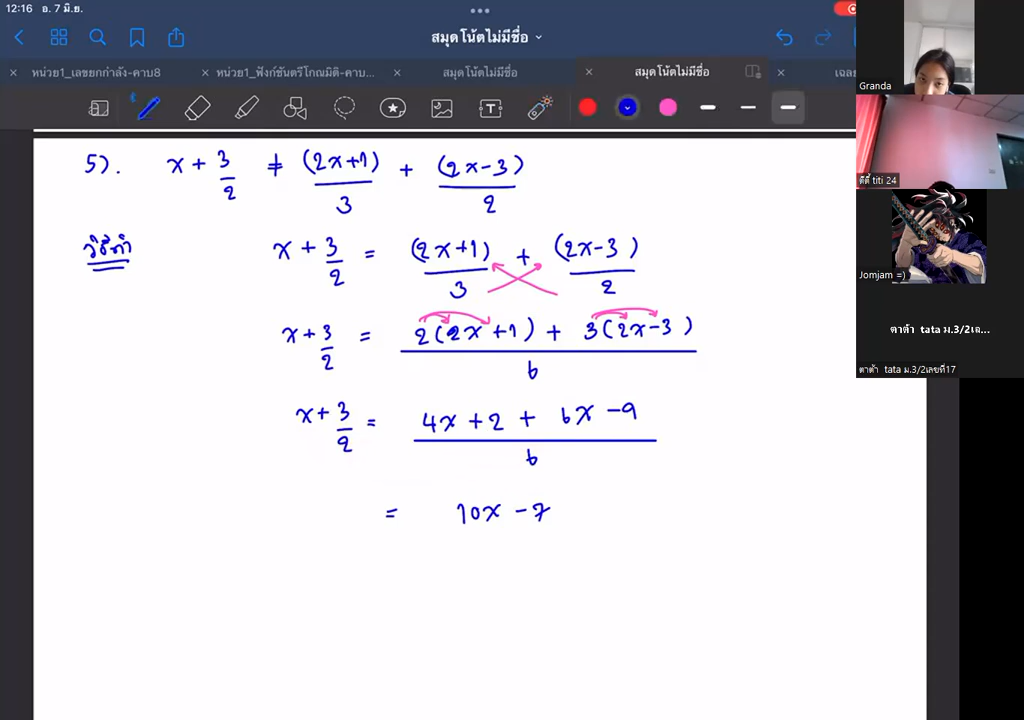 12:16 อ. 7 มิ.ย.
สมุดโน้ตไม่มีชื่อ
หน่วย1_เลขยกกำลัง-คาบ8
หน่วย1_ฟังก์ชันตรีโกณมิติ-คาบ...
สมุดโน้ตไม่มีชื่อ
สมุดโน้ตไม่มีชื่อ
5). x + 3/2 ≠ (2x+1)/3 + (2x-3)/2
วิธีทำ x + 3/2 = (2x+1)/3 + (2x-3)/2
x + 3/2 = 2(2x+1) + 3(2x-3) / 6
x + 3/2 = 4x + 2 + 6x - 9 / 6
= 10x - 7
Granda
ตีตี้ titi 24
Jomjam =)
ตาต้า tata ม.3/2เล...
ตาต้า tata ม.3/2เลขที่17